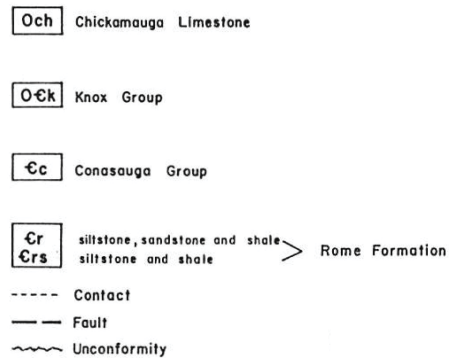 Och Chickamauga Limestone
O€k Knox Group
€c Conasauga Group
€r siltstone, sandstone and shale
€rs siltstone and shale > Rome Formation
Contact
Fault
Unconformity